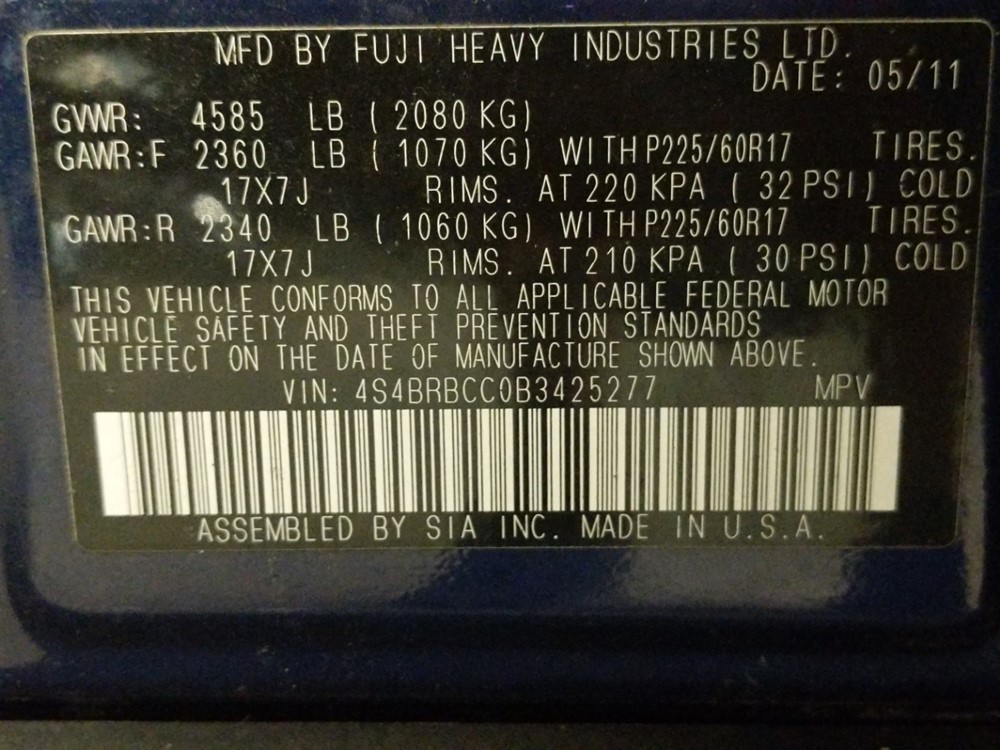 MFD BY FUJI HEAVY INDUSTRIES LTD.
DATE: 05/11
GVWR: 4585 LB ( 2080 KG)
GAWR:F 2360 LB ( 1070 KG) WITH P225/60R17 TIRES.
17X7J RIMS. AT 220 KPA ( 32 PSI) COLD
GAWR:R 2340 LB ( 1060 KG) WITH P225/60R17 TIRES.
17X7J RIMS. AT 210 KPA ( 30 PSI) COLD
THIS VEHICLE CONFORMS TO ALL APPLICABLE FEDERAL MOTOR
VEHICLE SAFETY AND THEFT PREVENTION STANDARDS
IN EFFECT ON THE DATE OF MANUFACTURE SHOWN ABOVE.
VIN: 4S4BRBCC0B3425277 MPV
ASSEMBLED BY SIA INC. MADE IN U.S.A.